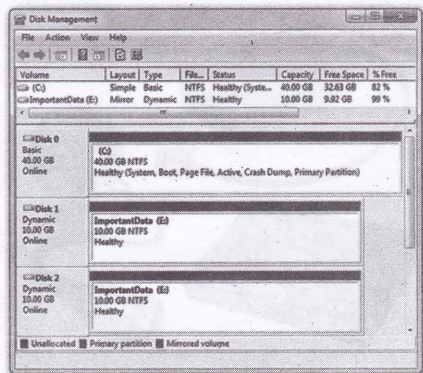 Disk Management
File Action View Help
Volume Layout Type File... Status Capacity Free Space % Free
(C:) Simple Basic NTFS Healthy (Syste... 40.00 GB 32.63 GB 82 %
ImportantData (E:) Mirror Dynamic NTFS Healthy 10.00 GB 9.92 GB 99 %
Disk 0
Basic
40.00 GB
Online
(C:)
40.00 GB NTFS
Healthy (System, Boot, Page File, Active, Crash Dump, Primary Partition)
Disk 1
Dynamic
10.00 GB
Online
ImportantData (E:)
10.00 GB NTFS
Healthy
Disk 2
Dynamic
10.00 GB
Online
ImportantData (E:)
10.00 GB NTFS
Healthy
Unallocated Primary partition Mirrored volume